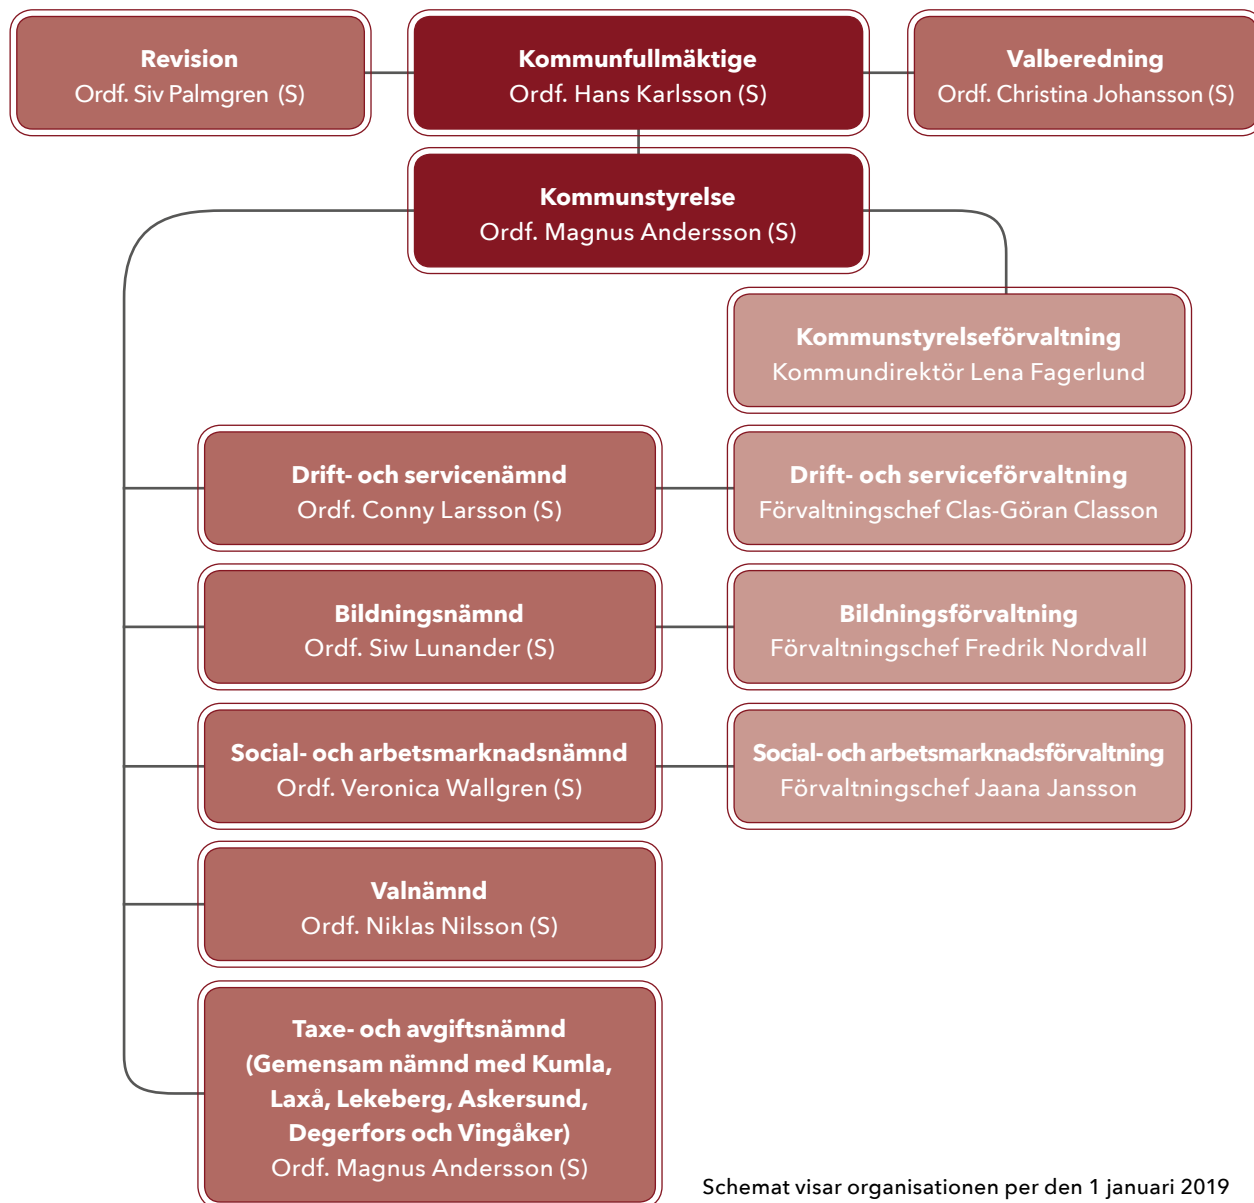 Revision
Ordf. Siv Palmgren (S)
Kommunfullmäktige
Ordf. Hans Karlsson (S)
Valberedning
Ordf. Christina Johansson (S)
Kommunstyrelse
Ordf. Magnus Andersson (S)
Kommunstyrelseförvaltning
Kommundirektör Lena Fagerlund
Drift- och servicenämnd
Ordf. Conny Larsson (S)
Drift- och serviceförvaltning
Förvaltningschef Clas-Göran Classon
Bildningsnämnd
Ordf. Siw Lunander (S)
Bildningsförvaltning
Förvaltningschef Fredrik Nordvall
Social- och arbetsmarknadsnämnd
Ordf. Veronica Wallgren (S)
Social- och arbetsmarknadsförvaltning
Förvaltningschef Jaana Jansson
Valnämnd
Ordf. Niklas Nilsson (S)
Taxe- och avgiftsnämnd
(Gemensam nämnd med Kumla,
Laxå, Lekeberg, Askersund,
Degerfors och Vingåker)
Ordf. Magnus Andersson (S)
Schemat visar organisationen per den 1 januari 2019